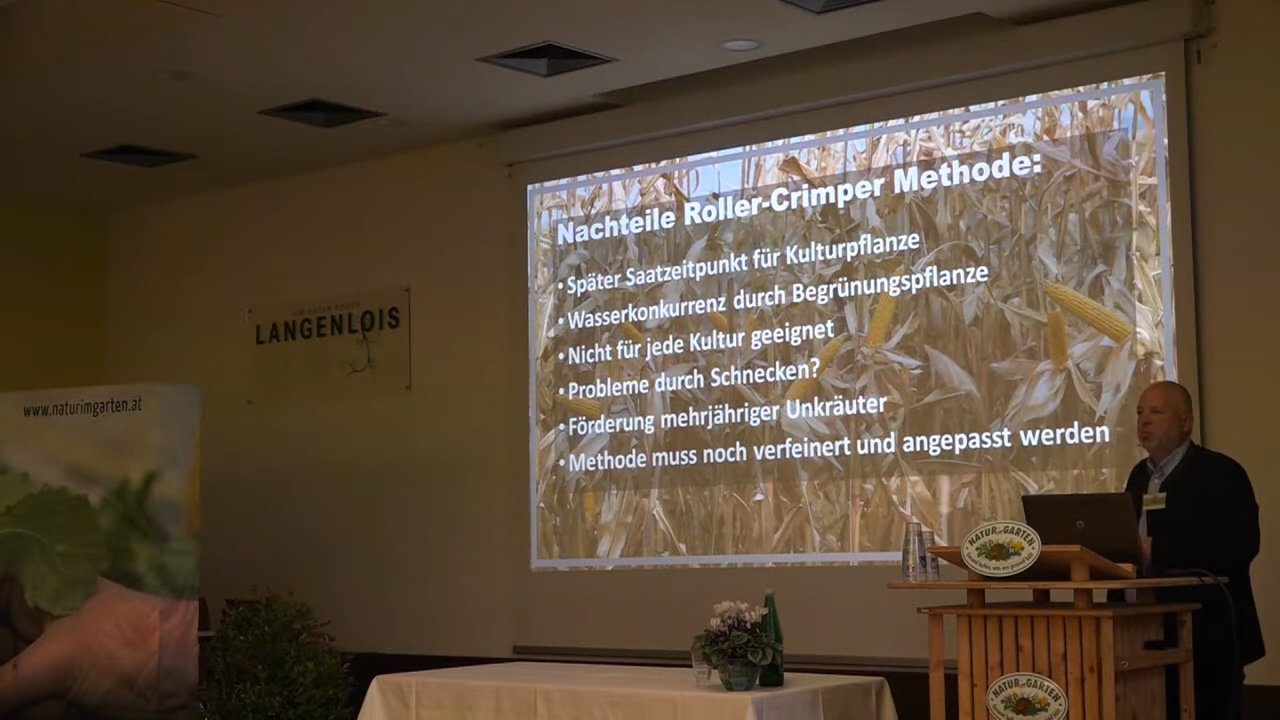 Nachteile Roller-Crimper Methode:
• Später Saatzeitpunkt für Kulturpflanze
• Wasserkonkurrenz durch Begrünungspflanze
• Nicht für jede Kultur geeignet
• Probleme durch Schnecken?
• Förderung mehrjähriger Unkräuter
• Methode muss noch verfeinert und angepasst werden
LANGENLOIS
www.naturimgarten.at
NATUR im GARTEN
NATUR im GARTEN